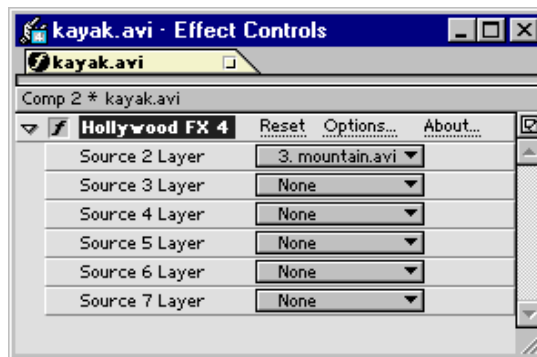 kayak.avi · Effect Controls
kayak.avi
Comp 2 * kayak.avi
Hollywood FX 4 Reset Options... About...
Source 2 Layer 3. mountain.avi
Source 3 Layer None
Source 4 Layer None
Source 5 Layer None
Source 6 Layer None
Source 7 Layer None